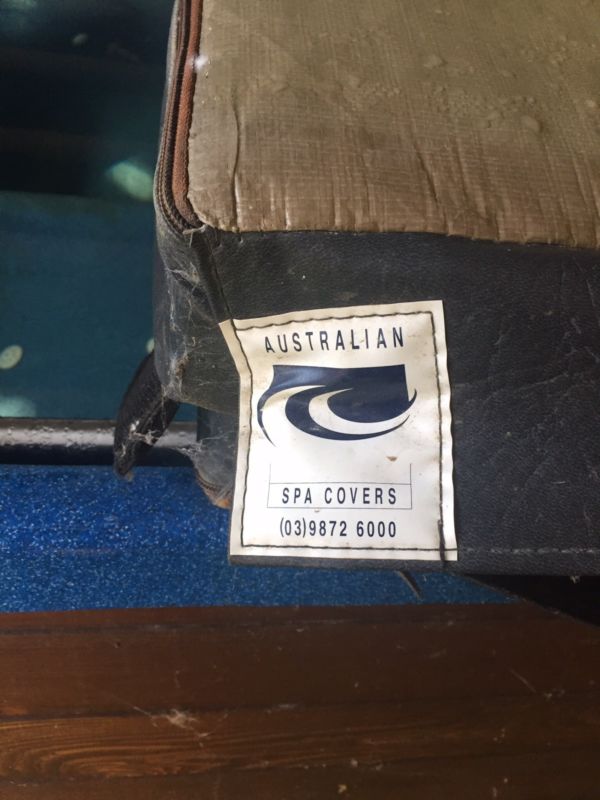 AUSTRALIAN
SPA COVERS
(03)9872 6000